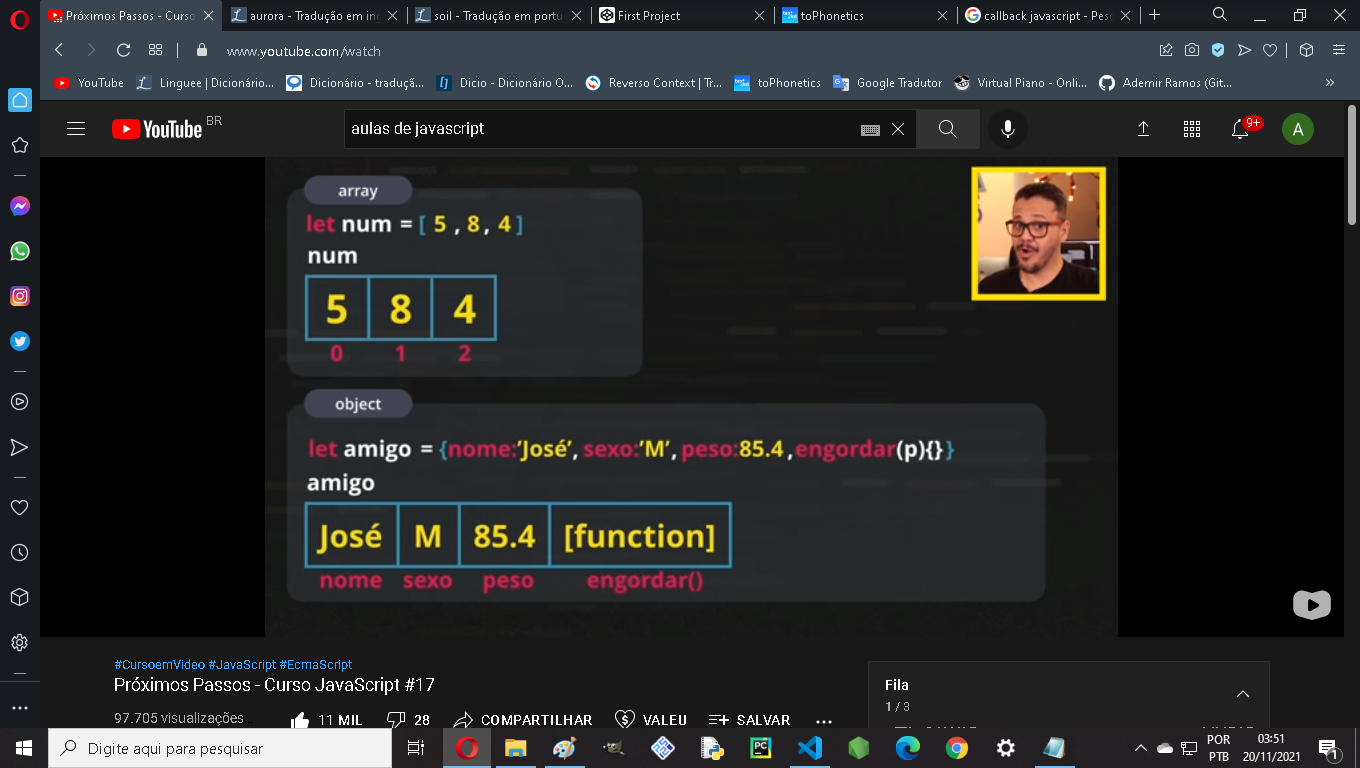 Próximos Passos - Curso
aurora - Tradução em in
soil - Tradução em portu
First Project
toPhonetics
callback javascript - Pes
www.youtube.com/watch
YouTube
Linguee | Dicionário...
Dicionário - traduçã...
Dicio - Dicionário O...
Reverso Context | Tr...
toPhonetics
Google Tradutor
Virtual Piano - Onli...
Ademir Ramos (Git...
YouTube BR
aulas de javascript
9+
A
array
let num = [ 5 , 8 , 4 ]
num
5 8 4
0 1 2
object
let amigo = {nome:’José’, sexo:’M’, peso:85.4 ,engordar(p){} }
amigo
José M 85.4 [function]
nome sexo peso engordar()
#CursoemVideo #JavaScript #EcmaScript
Próximos Passos - Curso JavaScript #17
97.705 visualizações
11 MIL
28
COMPARTILHAR
VALEU
SALVAR
Fila
1 / 3
Digite aqui para pesquisar
PC
POR
PTB
03:51
20/11/2021
1